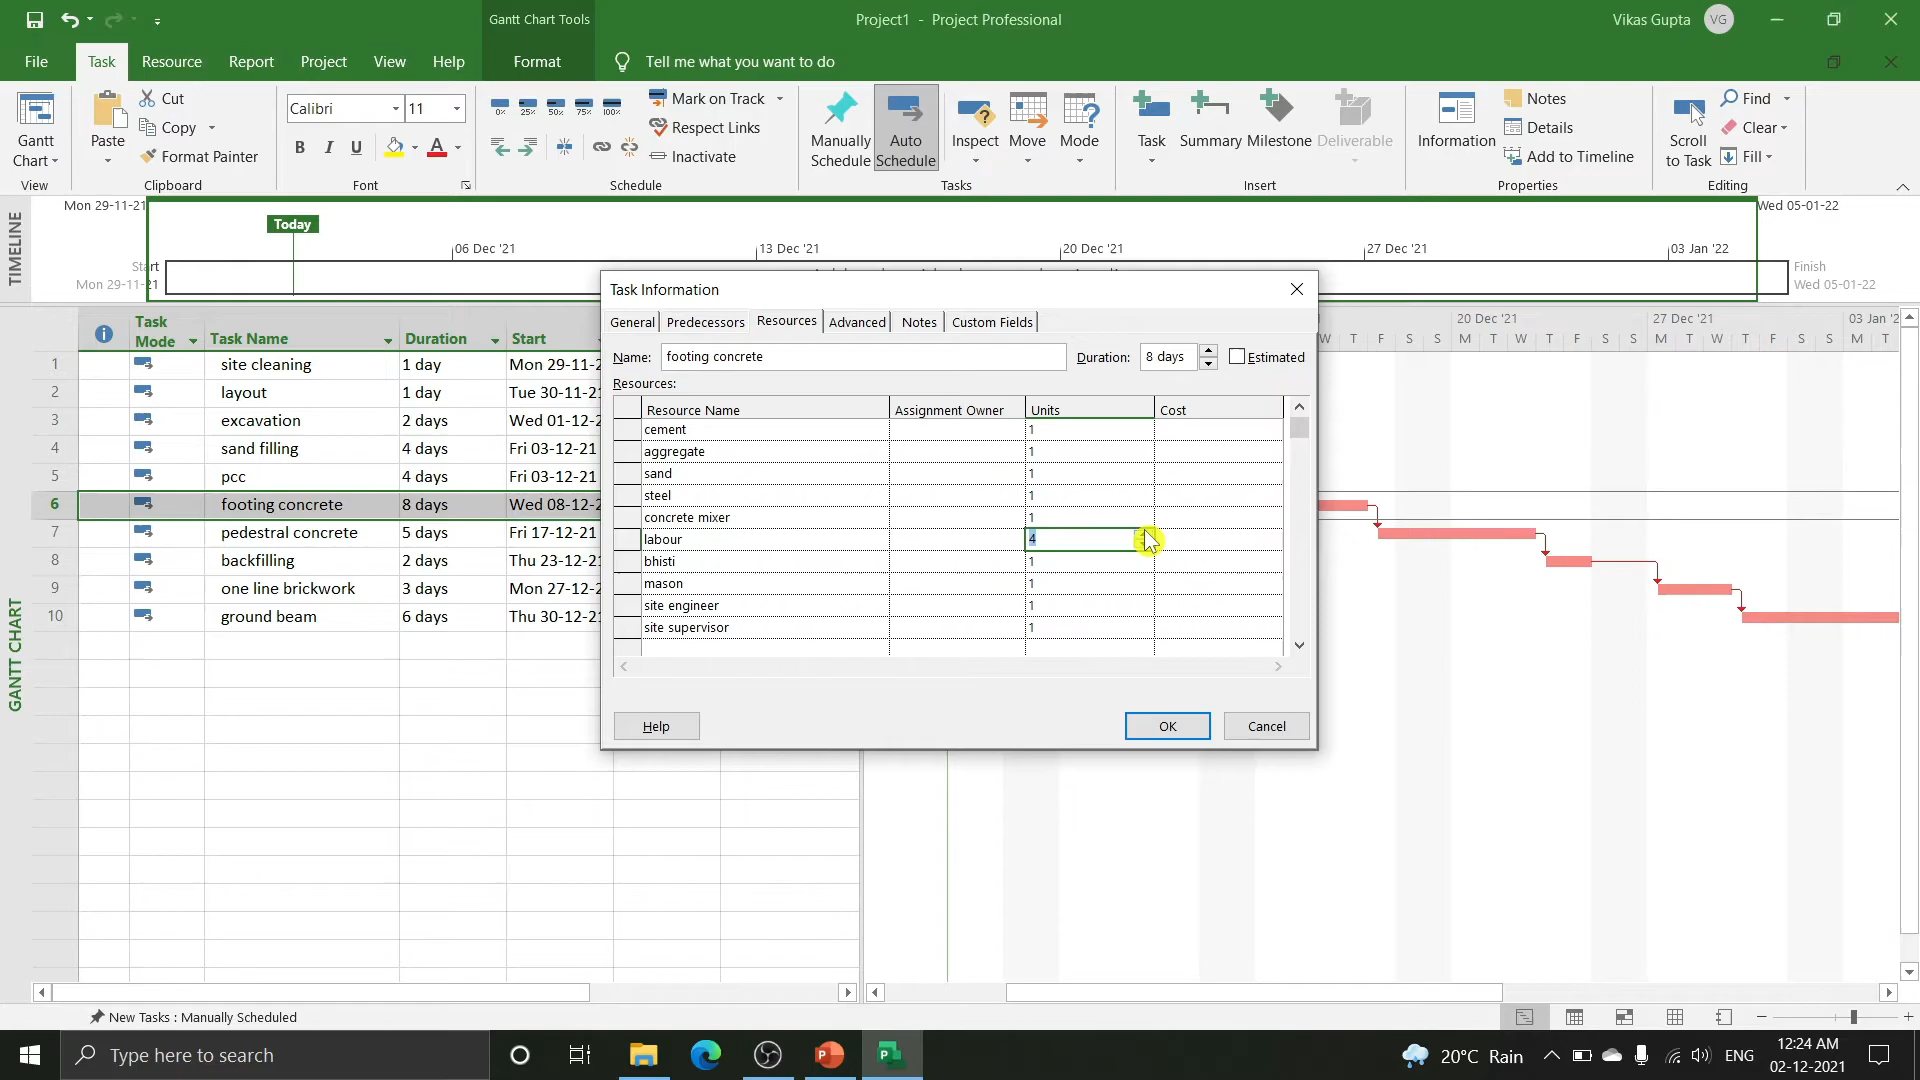 Gantt Chart Tools
Project1 - Project Professional
Vikas Gupta VG
File Task Resource Report Project View Help Format Tell me what you want to do
Gantt Chart
View
Paste
Cut
Copy
Format Painter
Clipboard
Calibri 11
B I U A
Font
0% 25% 50% 75% 100%
Mark on Track
Respect Links
Inactivate
Schedule
Manually Schedule
Auto Schedule
Inspect
Move
Mode
Tasks
Task
Summary
Milestone
Deliverable
Insert
Information
Notes
Details
Add to Timeline
Properties
Scroll to Task
Find
Clear
Fill
Editing
TIMELINE
Mon 29-11-21
Wed 05-01-22
Today
06 Dec '21
13 Dec '21
20 Dec '21
27 Dec '21
03 Jan '22
Start
Mon 29-11-21
Finish
Wed 05-01-22
GANTT CHART
Task Mode Task Name Duration Start
1 site cleaning 1 day Mon 29-11-2
2 layout 1 day Tue 30-11-21
3 excavation 2 days Wed 01-12-2
4 sand filling 4 days Fri 03-12-21
5 pcc 4 days Fri 03-12-21
6 footing concrete 8 days Wed 08-12-2
7 pedestral concrete 5 days Fri 17-12-21
8 backfilling 2 days Thu 23-12-21
9 one line brickwork 3 days Mon 27-12-2
10 ground beam 6 days Thu 30-12-21
20 Dec '21 27 Dec '21 03 Jan '2
W T F S S M T W T F S S M T W T F S S M T
Task Information
General Predecessors Resources Advanced Notes Custom Fields
Name: footing concrete Duration: 8 days Estimated
Resources:
Resource Name Assignment Owner Units Cost
cement 1
aggregate 1
sand 1
steel 1
concrete mixer 1
labour 4
bhisti 1
mason 1
site engineer 1
site supervisor 1
Help OK Cancel
New Tasks : Manually Scheduled
Type here to search
20°C Rain
ENG
12:24 AM
02-12-2021